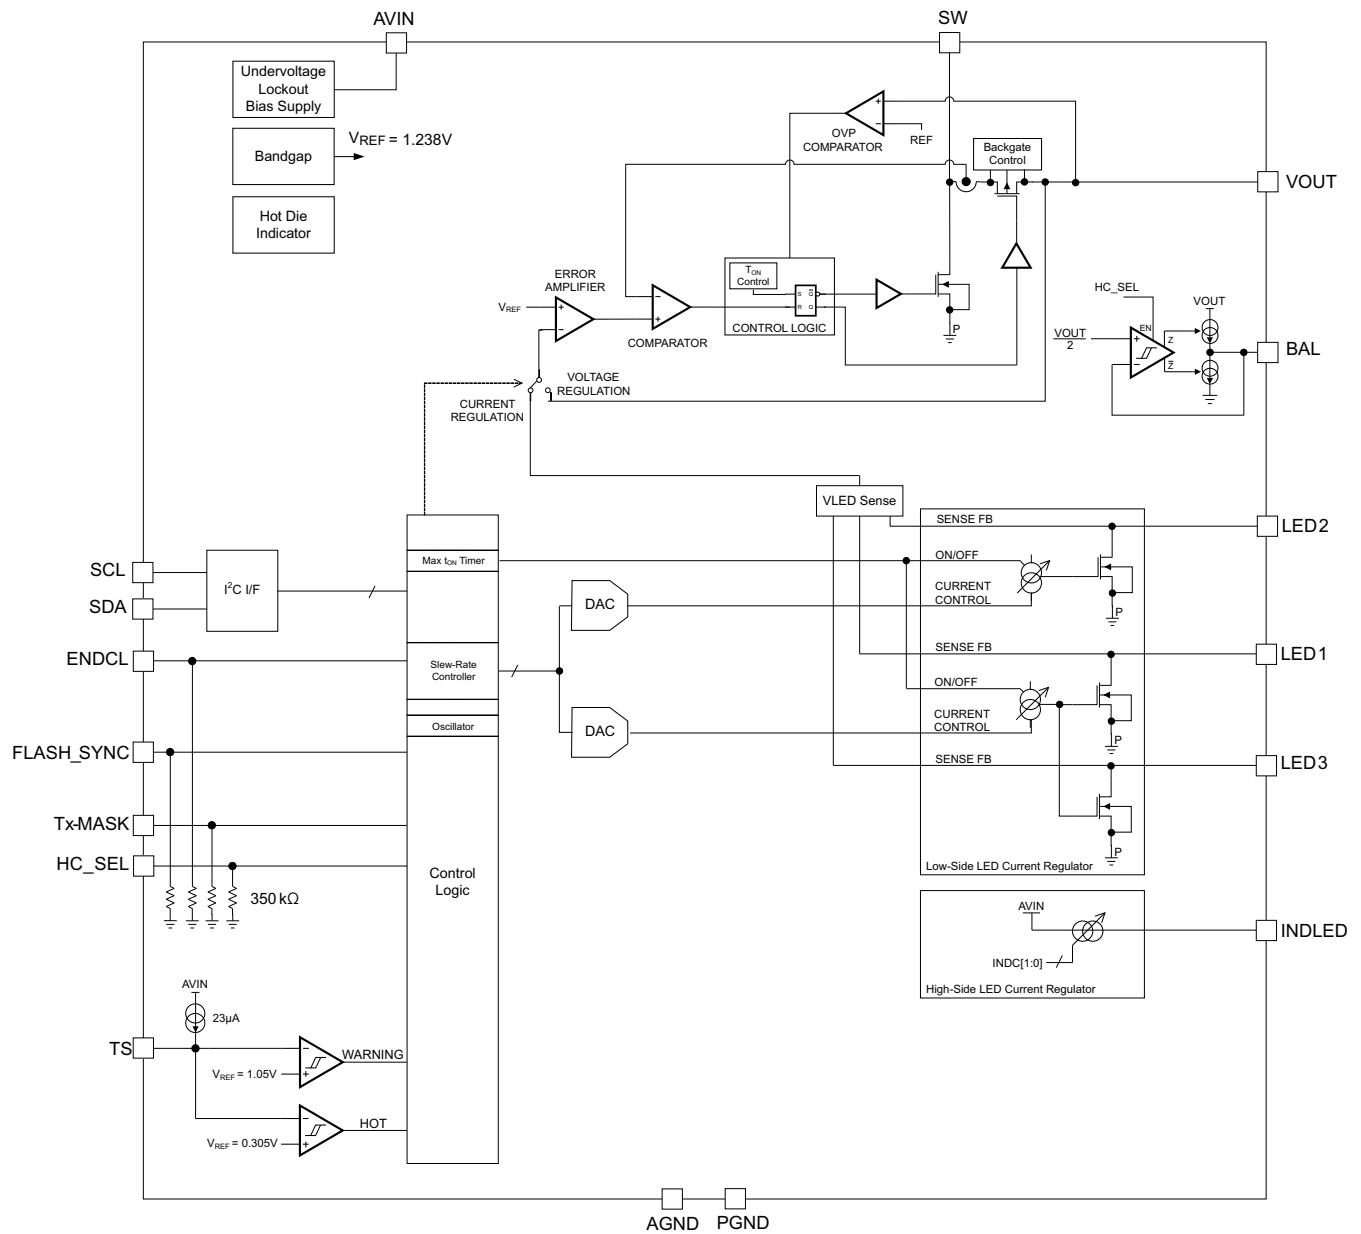 AVIN
SW
Undervoltage
Lockout
Bias Supply
Bandgap
VREF = 1.238V
Hot Die
Indicator
OVP
COMPARATOR
+
−
REF
Backgate
Control
VOUT
ERROR
AMPLIFIER
VREF
+
−
−
+
COMPARATOR
TON
Control
S
R
Q̅
Q
CONTROL LOGIC
P
HC_SEL
EN
VOUT
2
+
−
Z
Z̅
VOUT
BAL
VOLTAGE
REGULATION
CURRENT
REGULATION
VLED Sense
SENSE FB
LED2
ON/OFF
CURRENT
CONTROL
P
SENSE FB
LED1
ON/OFF
CURRENT
CONTROL
P
SENSE FB
LED3
P
Low-Side LED Current Regulator
AVIN
INDC[1:0]
INDLED
High-Side LED Current Regulator
SCL
SDA
I²C I/F
Max tON Timer
DAC
ENDCL
Slew-Rate
Controller
Oscillator
DAC
FLASH_SYNC
Tx-MASK
HC_SEL
350 kΩ
Control
Logic
AVIN
23µA
TS
−
+
WARNING
VREF = 1.05V
−
+
HOT
VREF = 0.305V
AGND
PGND